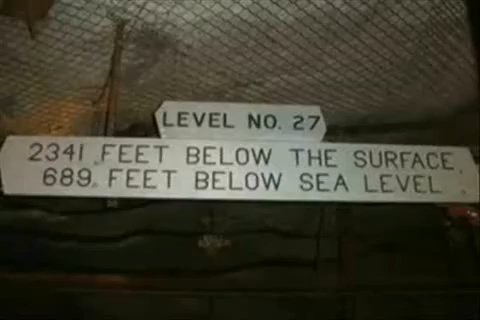 LEVEL NO. 27
2341 FEET BELOW THE SURFACE
689 FEET BELOW SEA LEVEL